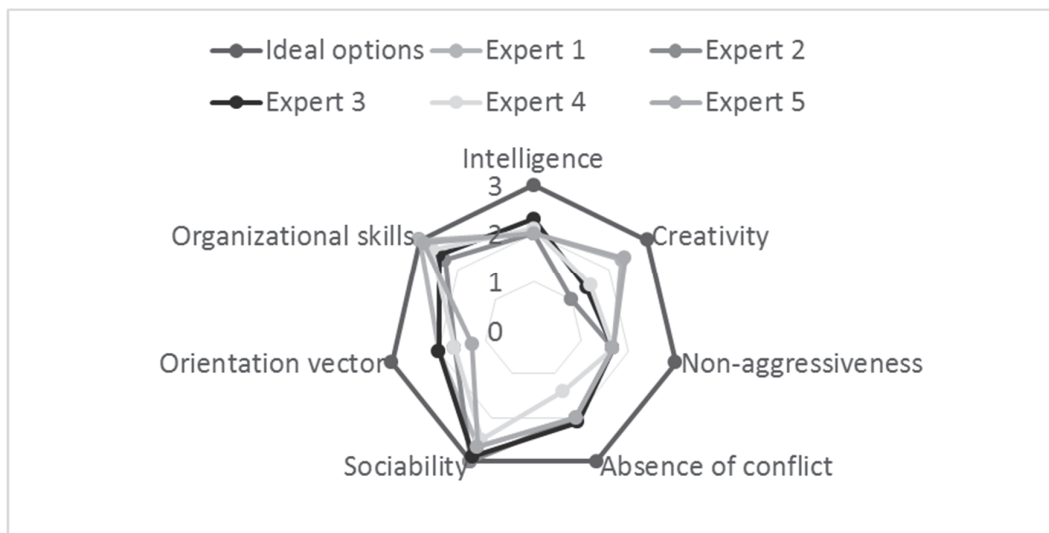 Ideal options Expert 1 Expert 2
Expert 3 Expert 4 Expert 5
Intelligence
3
Organizational skills 2 Creativity
1
0
Orientation vector Non-aggressiveness
Sociability Absence of conflict